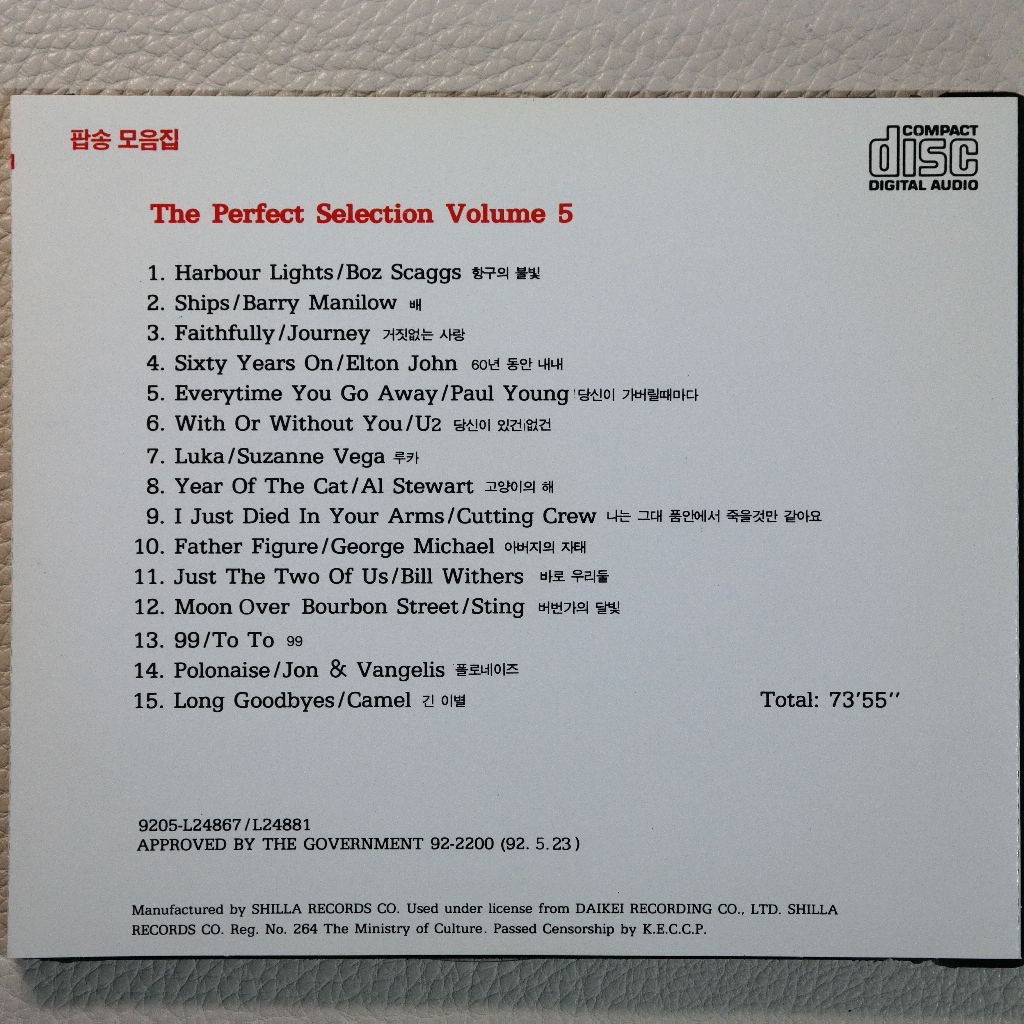 팝송 모음집
COMPACT
disc
DIGITAL AUDIO
The Perfect Selection Volume 5
1. Harbour Lights/Boz Scaggs 항구의 불빛
2. Ships/Barry Manilow 배
3. Faithfully/Journey 거짓없는 사랑
4. Sixty Years On/Elton John 60년 동안 내내
5. Everytime You Go Away/Paul Young 당신이 가버릴때마다
6. With Or Without You/U2 당신이 있건 없건
7. Luka/Suzanne Vega 루카
8. Year Of The Cat/Al Stewart 고양이의 해
9. I Just Died In Your Arms/Cutting Crew 나는 그대 품안에서 죽을것만 같아요
10. Father Figure/George Michael 아버지의 자태
11. Just The Two Of Us/Bill Withers 바로 우리둘
12. Moon Over Bourbon Street/Sting 버번가의 달빛
13. 99/To To 99
14. Polonaise/Jon & Vangelis 폴로네이즈
15. Long Goodbyes/Camel 긴 이별
Total: 73'55''
9205-L24867/L24881
APPROVED BY THE GOVERNMENT 92-2200 (92. 5.23)
Manufactured by SHILLA RECORDS CO. Used under license from DAIKEI RECORDING CO., LTD. SHILLA
RECORDS CO. Reg. No. 264 The Ministry of Culture. Passed Censorship by K.E.C.C.P.